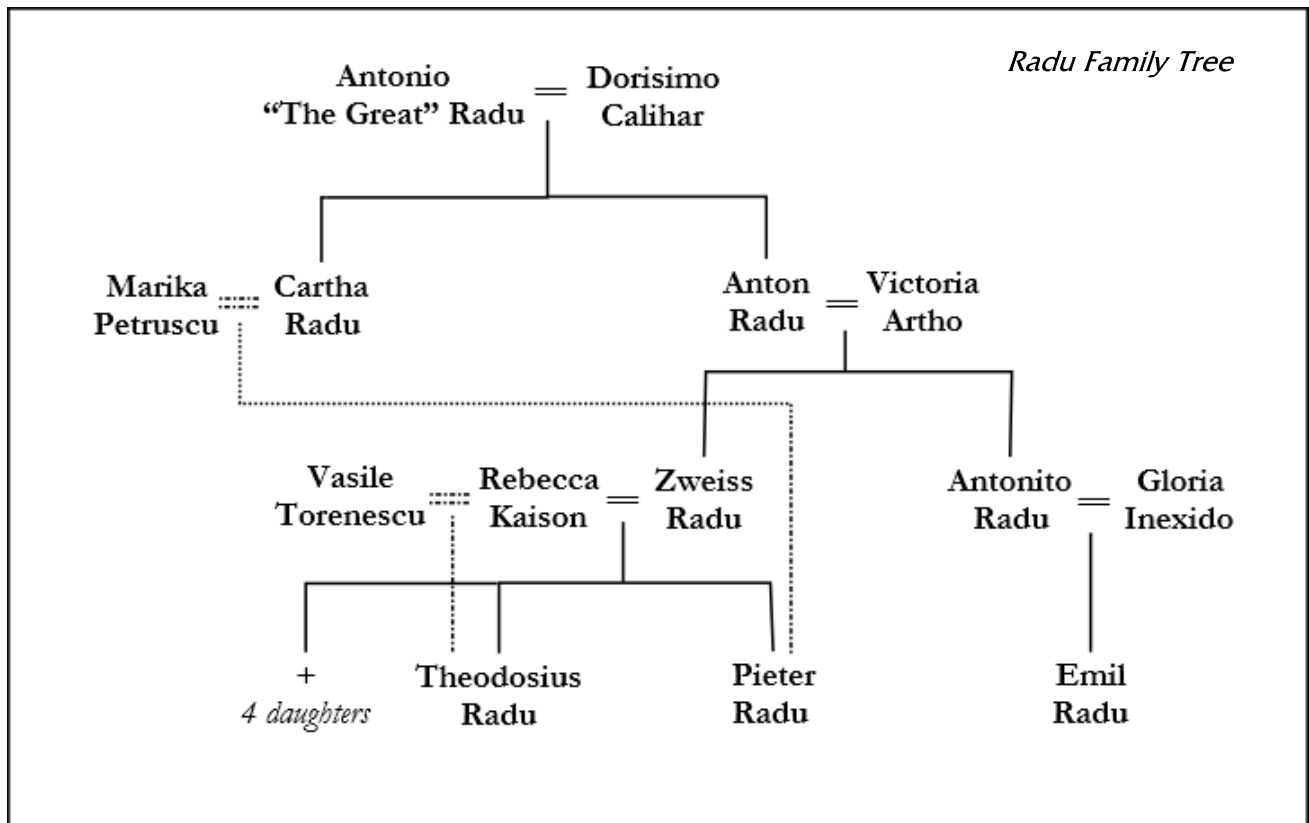 Radu Family Tree
Antonio
“The Great” Radu
Dorisimo
Calihar
Marika
Petruscu
Cartha
Radu
Anton
Radu
Victoria
Artho
Vasile
Torenescu
Rebecca
Kaison
Zweiss
Radu
Antonito
Radu
Gloria
Inexido
+
4 daughters
Theodosius
Radu
Pieter
Radu
Emil
Radu